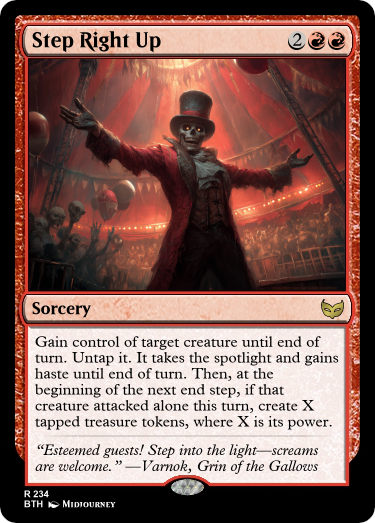 Step Right Up 2
Sorcery
Gain control of target creature until end of
turn. Untap it. It takes the spotlight and gains
haste until end of turn. Then, at the
beginning of the next end step, if that
creature attacked alone this turn, create X
tapped treasure tokens, where X is its power.
“Esteemed guests! Step into the light—screams
are welcome.” —Varnok, Grin of the Gallows
R 234
BTH Midjourney